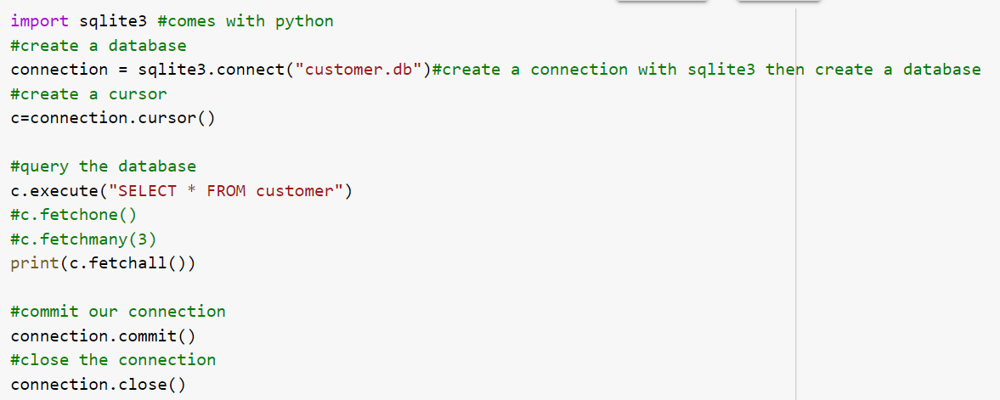 import sqlite3 #comes with python
#create a database
connection = sqlite3.connect("customer.db")#create a connection with sqlite3 then create a database
#create a cursor
c=connection.cursor()
#query the database
c.execute("SELECT * FROM customer")
#c.fetchone()
#c.fetchmany(3)
print(c.fetchall())
#commit our connection
connection.commit()
#close the connection
connection.close()